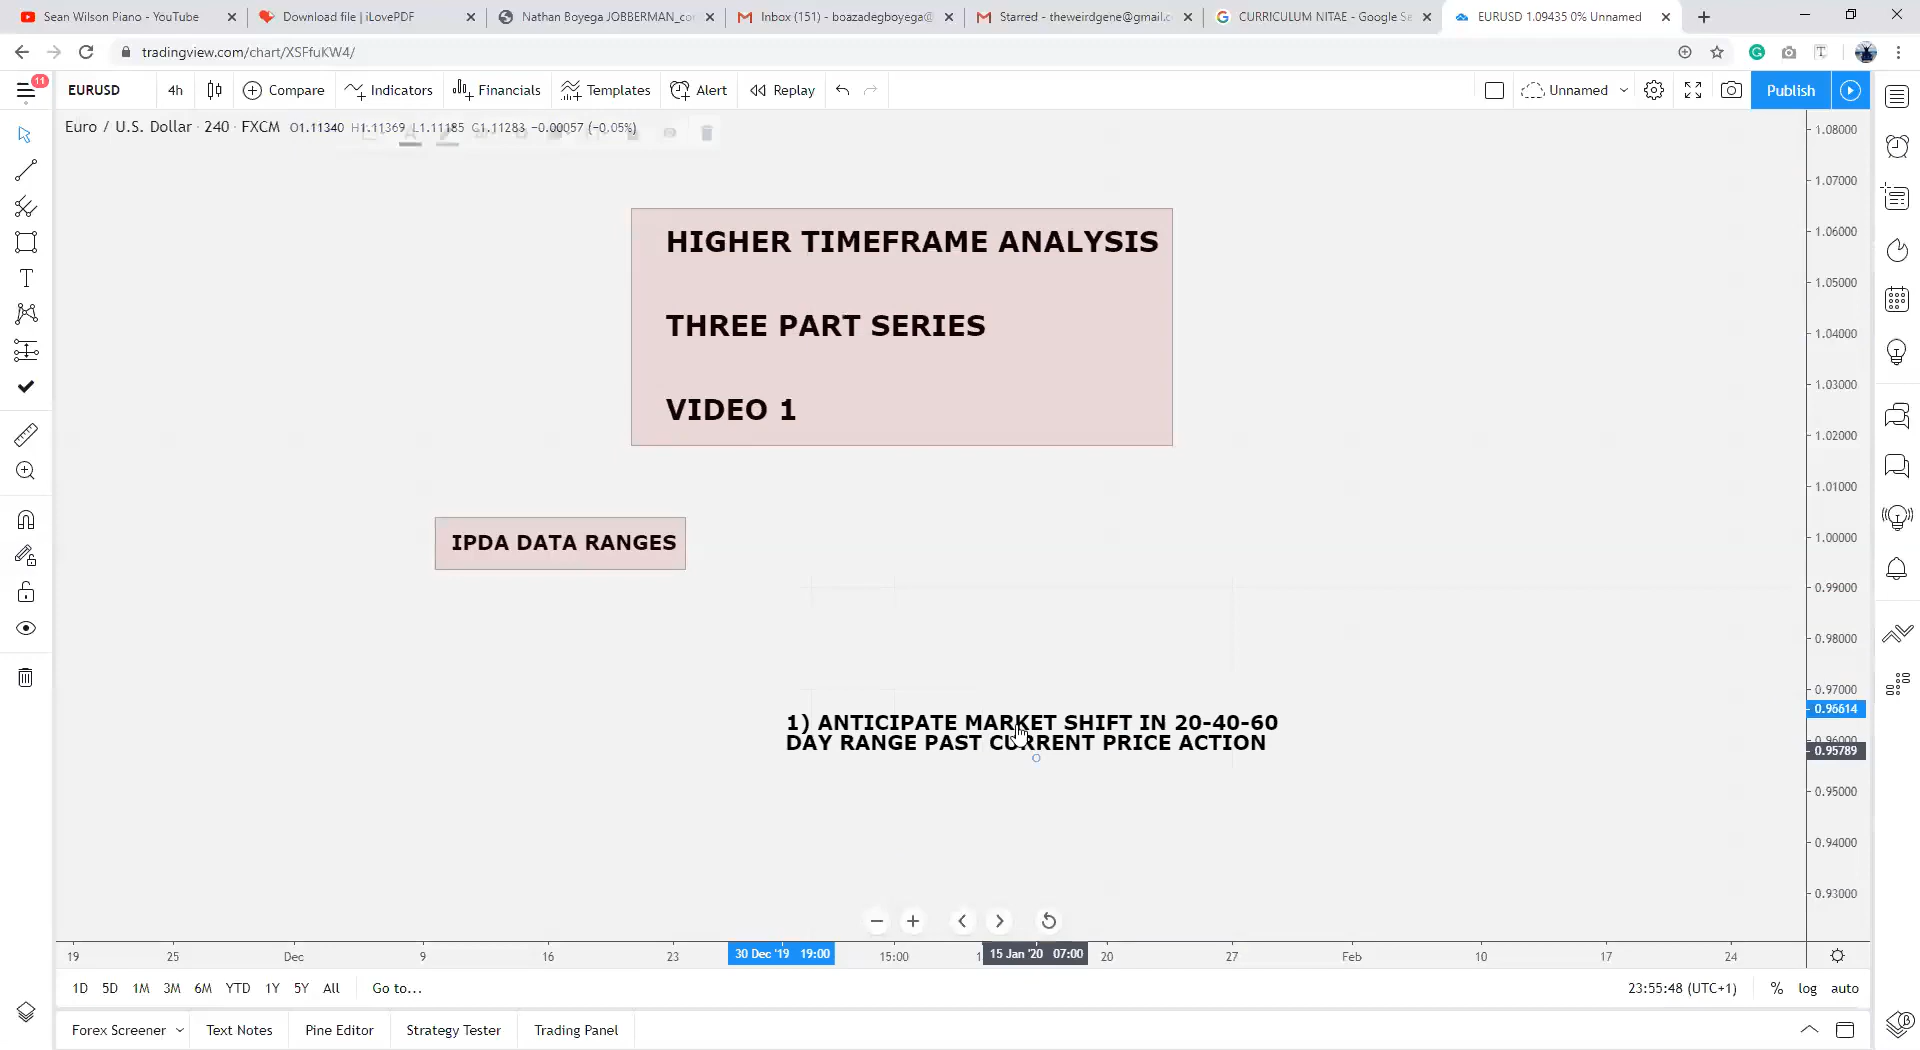 Sean Wilson Piano - YouTube
Download file | iLovePDF
Nathan Boyega JOBBERMAN_co
Inbox (151) - boazadegboyega@
Starred - theweirdgene@gmail.c
CURRICULUM NITAE - Google Se
EURUSD 1.09435 0% Unnamed
tradingview.com/chart/XSFfuKW4/
11
EURUSD 4h Compare Indicators Financials Templates Alert Replay Unnamed Publish
Euro / U.S. Dollar · 240 · FXCM O1.11340 H1.11369 L1.11185 C1.11283 −0.00057 (−0.05%)
HIGHER TIMEFRAME ANALYSIS
THREE PART SERIES
VIDEO 1
IPDA DATA RANGES
1) ANTICIPATE MARKET SHIFT IN 20-40-60
DAY RANGE PAST CURRENT PRICE ACTION
1.08000
1.07000
1.06000
1.05000
1.04000
1.03000
1.02000
1.01000
1.00000
0.99000
0.98000
0.97000
0.96614
0.96000
0.95789
0.95000
0.94000
0.93000
19 25 Dec 9 16 23 30 Dec '19 19:00 15:00 15 Jan '20 07:00 20 27 Feb 10 17 24
1D 5D 1M 3M 6M YTD 1Y 5Y All Go to... 23:55:48 (UTC+1) % log auto
Forex Screener Text Notes Pine Editor Strategy Tester Trading Panel